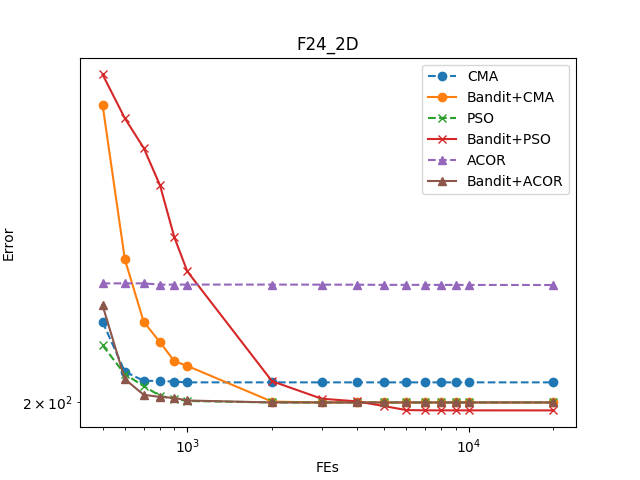 F24_2D
CMA
Bandit+CMA
PSO
Bandit+PSO
ACOR
Bandit+ACOR
Error
2 × 10²
10³
10⁴
FEs